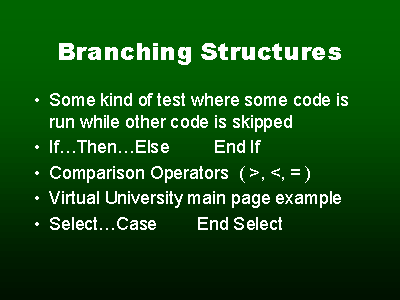 Branching Structures
• Some kind of test where some code is
run while other code is skipped
• If…Then…Else End If
• Comparison Operators ( >, <, = )
• Virtual University main page example
• Select…Case End Select